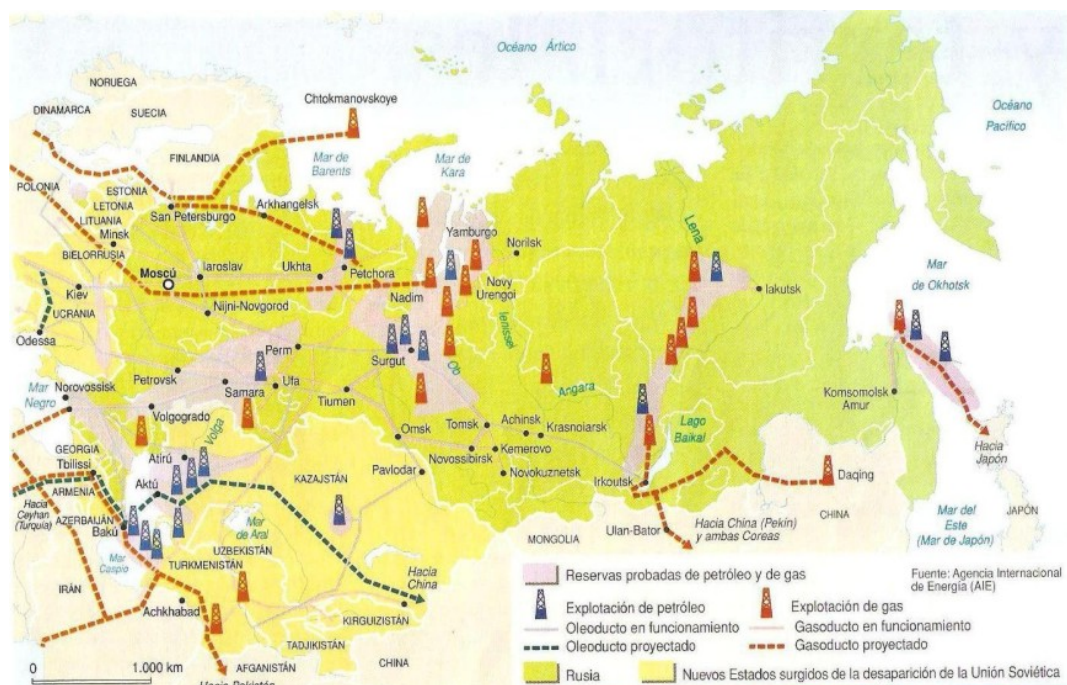 Océano Ártico
NORUEGA
DINAMARCA
SUECIA
Chtokmanovskoye
Océano
Pacífico
FINLANDIA
Mar de
Barents
Mar de
Kara
POLONIA
ESTONIA
LETONIA
LITUANIA
San Petersburgo
Arkhangelsk
Minsk
BIELORRUSIA
Yamburgo
Norilsk
Lena
Moscú
Iaroslav
Ukhta
Petchora
Nadim
Novy
Urengoi
Iakutsk
Mar
de Okhotsk
Kiev
UCRANIA
Nijni-Novgorod
Ienissei
Odessa
Perm
Surgut
Ob
Mar
Negro
Norovossisk
Petrovsk
Samara
Ufa
Tiumen
Angara
Komsomolsk
Amur
Volgogrado
Volga
Omsk
Tomsk
Achinsk
Krasnoiarsk
Lago
Baikal
GEORGIA
Tbilissi
Atirú
Pavlodar
Novossibirsk
Kemerovo
Novokuznetsk
Irkoutsk
Daqing
Hacia
Japón
ARMENIA
Aktú
KAZAJSTÁN
Hacia
Ceyhan
(Turquía)
AZERBAIJÁN
Bakú
Mar
de Aral
Ulan-Bator
Hacia China (Pekín)
y ambas Coreas
CHINA
MONGOLIA
Mar del
Este
(Mar de Japón)
JAPÓN
Mar
Caspio
UZBEKISTÁN
TURKMENISTÁN
Hacia
China
IRÁN
Achkhabad
KIRGUIZISTÁN
TADJIKISTÁN
AFGANISTÁN
CHINA
0 1.000 km
Hacia Pakistán
Reservas probadas de petróleo y de gas
Fuente: Agencia Internacional
de Energía (AIE)
Explotación de petróleo
Explotación de gas
Oleoducto en funcionamiento
Gasoducto en funcionamiento
Oleoducto proyectado
Gasoducto proyectado
Rusia
Nuevos Estados surgidos de la desaparición de la Unión Soviética